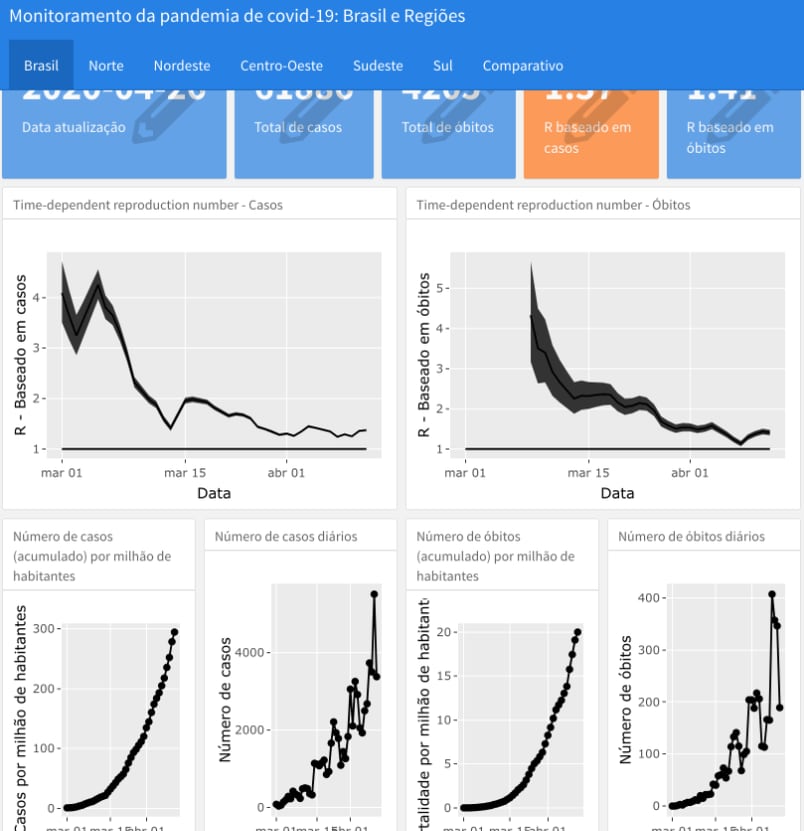 Monitoramento da pandemia de covid-19: Brasil e Regiões
Brasil Norte Nordeste Centro-Oeste Sudeste Sul Comparativo
Data atualização
Total de casos
Total de óbitos
R baseado em
casos
R baseado em
óbitos
Time-dependent reproduction number - Casos
R - Baseado em casos
4
3
2
1
mar 01 mar 15 abr 01
Data
Time-dependent reproduction number - Óbitos
R - Baseado em óbitos
5
4
3
2
1
mar 01 mar 15 abr 01
Data
Número de casos
(acumulado) por milhão de
habitantes
Casos por milhão de habitantes
300
200
100
0
Número de casos diários
Número de casos
4000
2000
0
Número de óbitos
(acumulado) por milhão de
habitantes
por milhão de
20
15
10
5
0
Número de óbitos diários
Número de óbitos
400
300
200
100
0